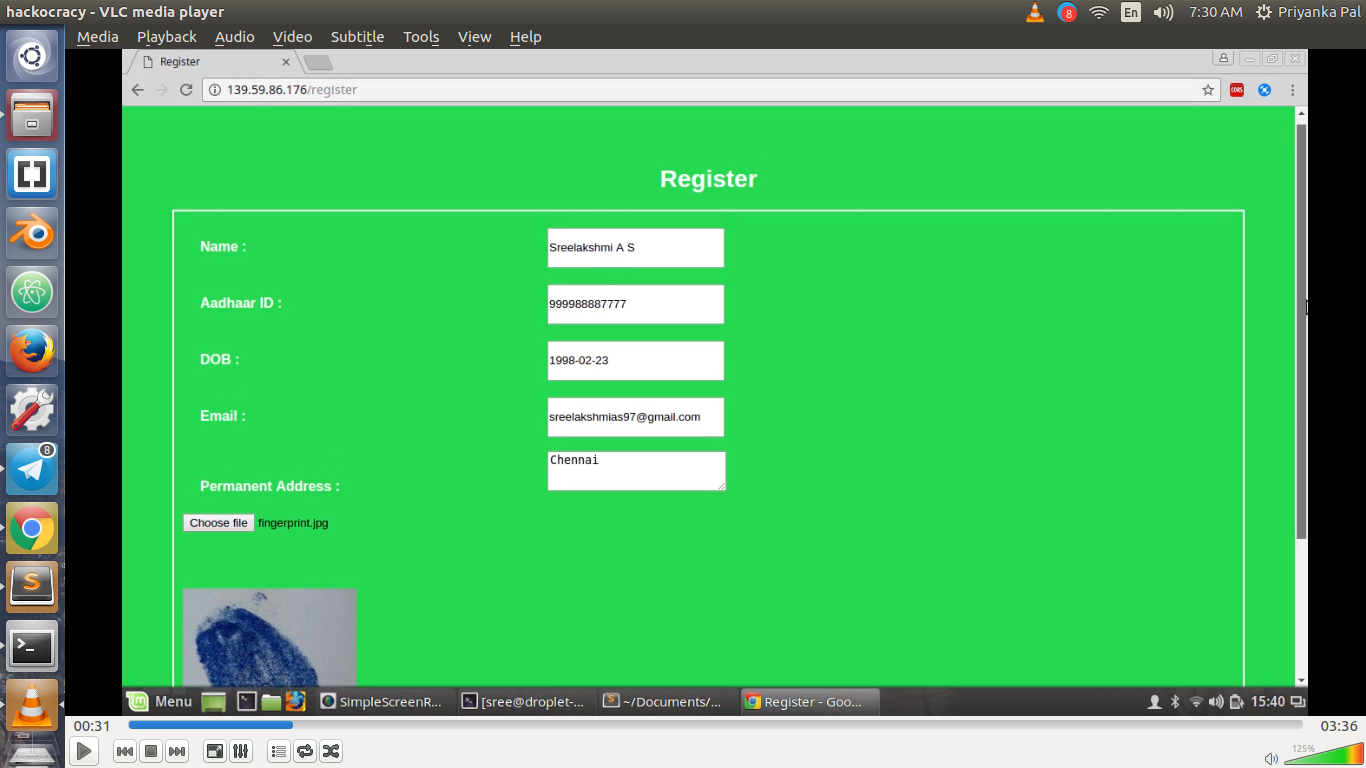 hackocracy - VLC media player
8
En
7:30 AM
Priyanka Pal
Media Playback Audio Video Subtitle Tools View Help
Register
139.59.86.176/register
CORS
Register
Name :
Sreelakshmi A S
Aadhaar ID :
999988887777
DOB :
1998-02-23
Email :
sreelakshmias97@gmail.com
Permanent Address :
Chennai
Choose file fingerprint.jpg
8
S
Menu
SimpleScreenR...
[sree@droplet-...
~/Documents/...
Register - Goo...
15:40
00:31
03:36
125%